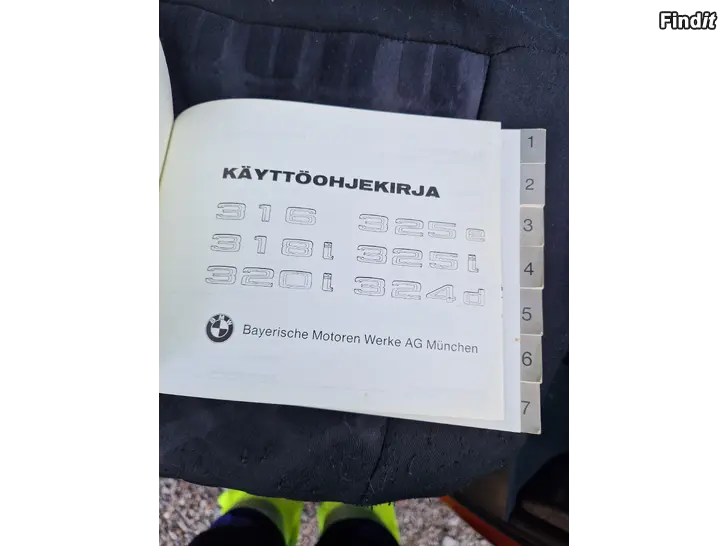 Findit
KÄYTTÖOHJEKIRJA
316 325e
318i 325i
320i 324d
BMW
Bayerische Motoren Werke AG München
1
2
3
4
5
6
7